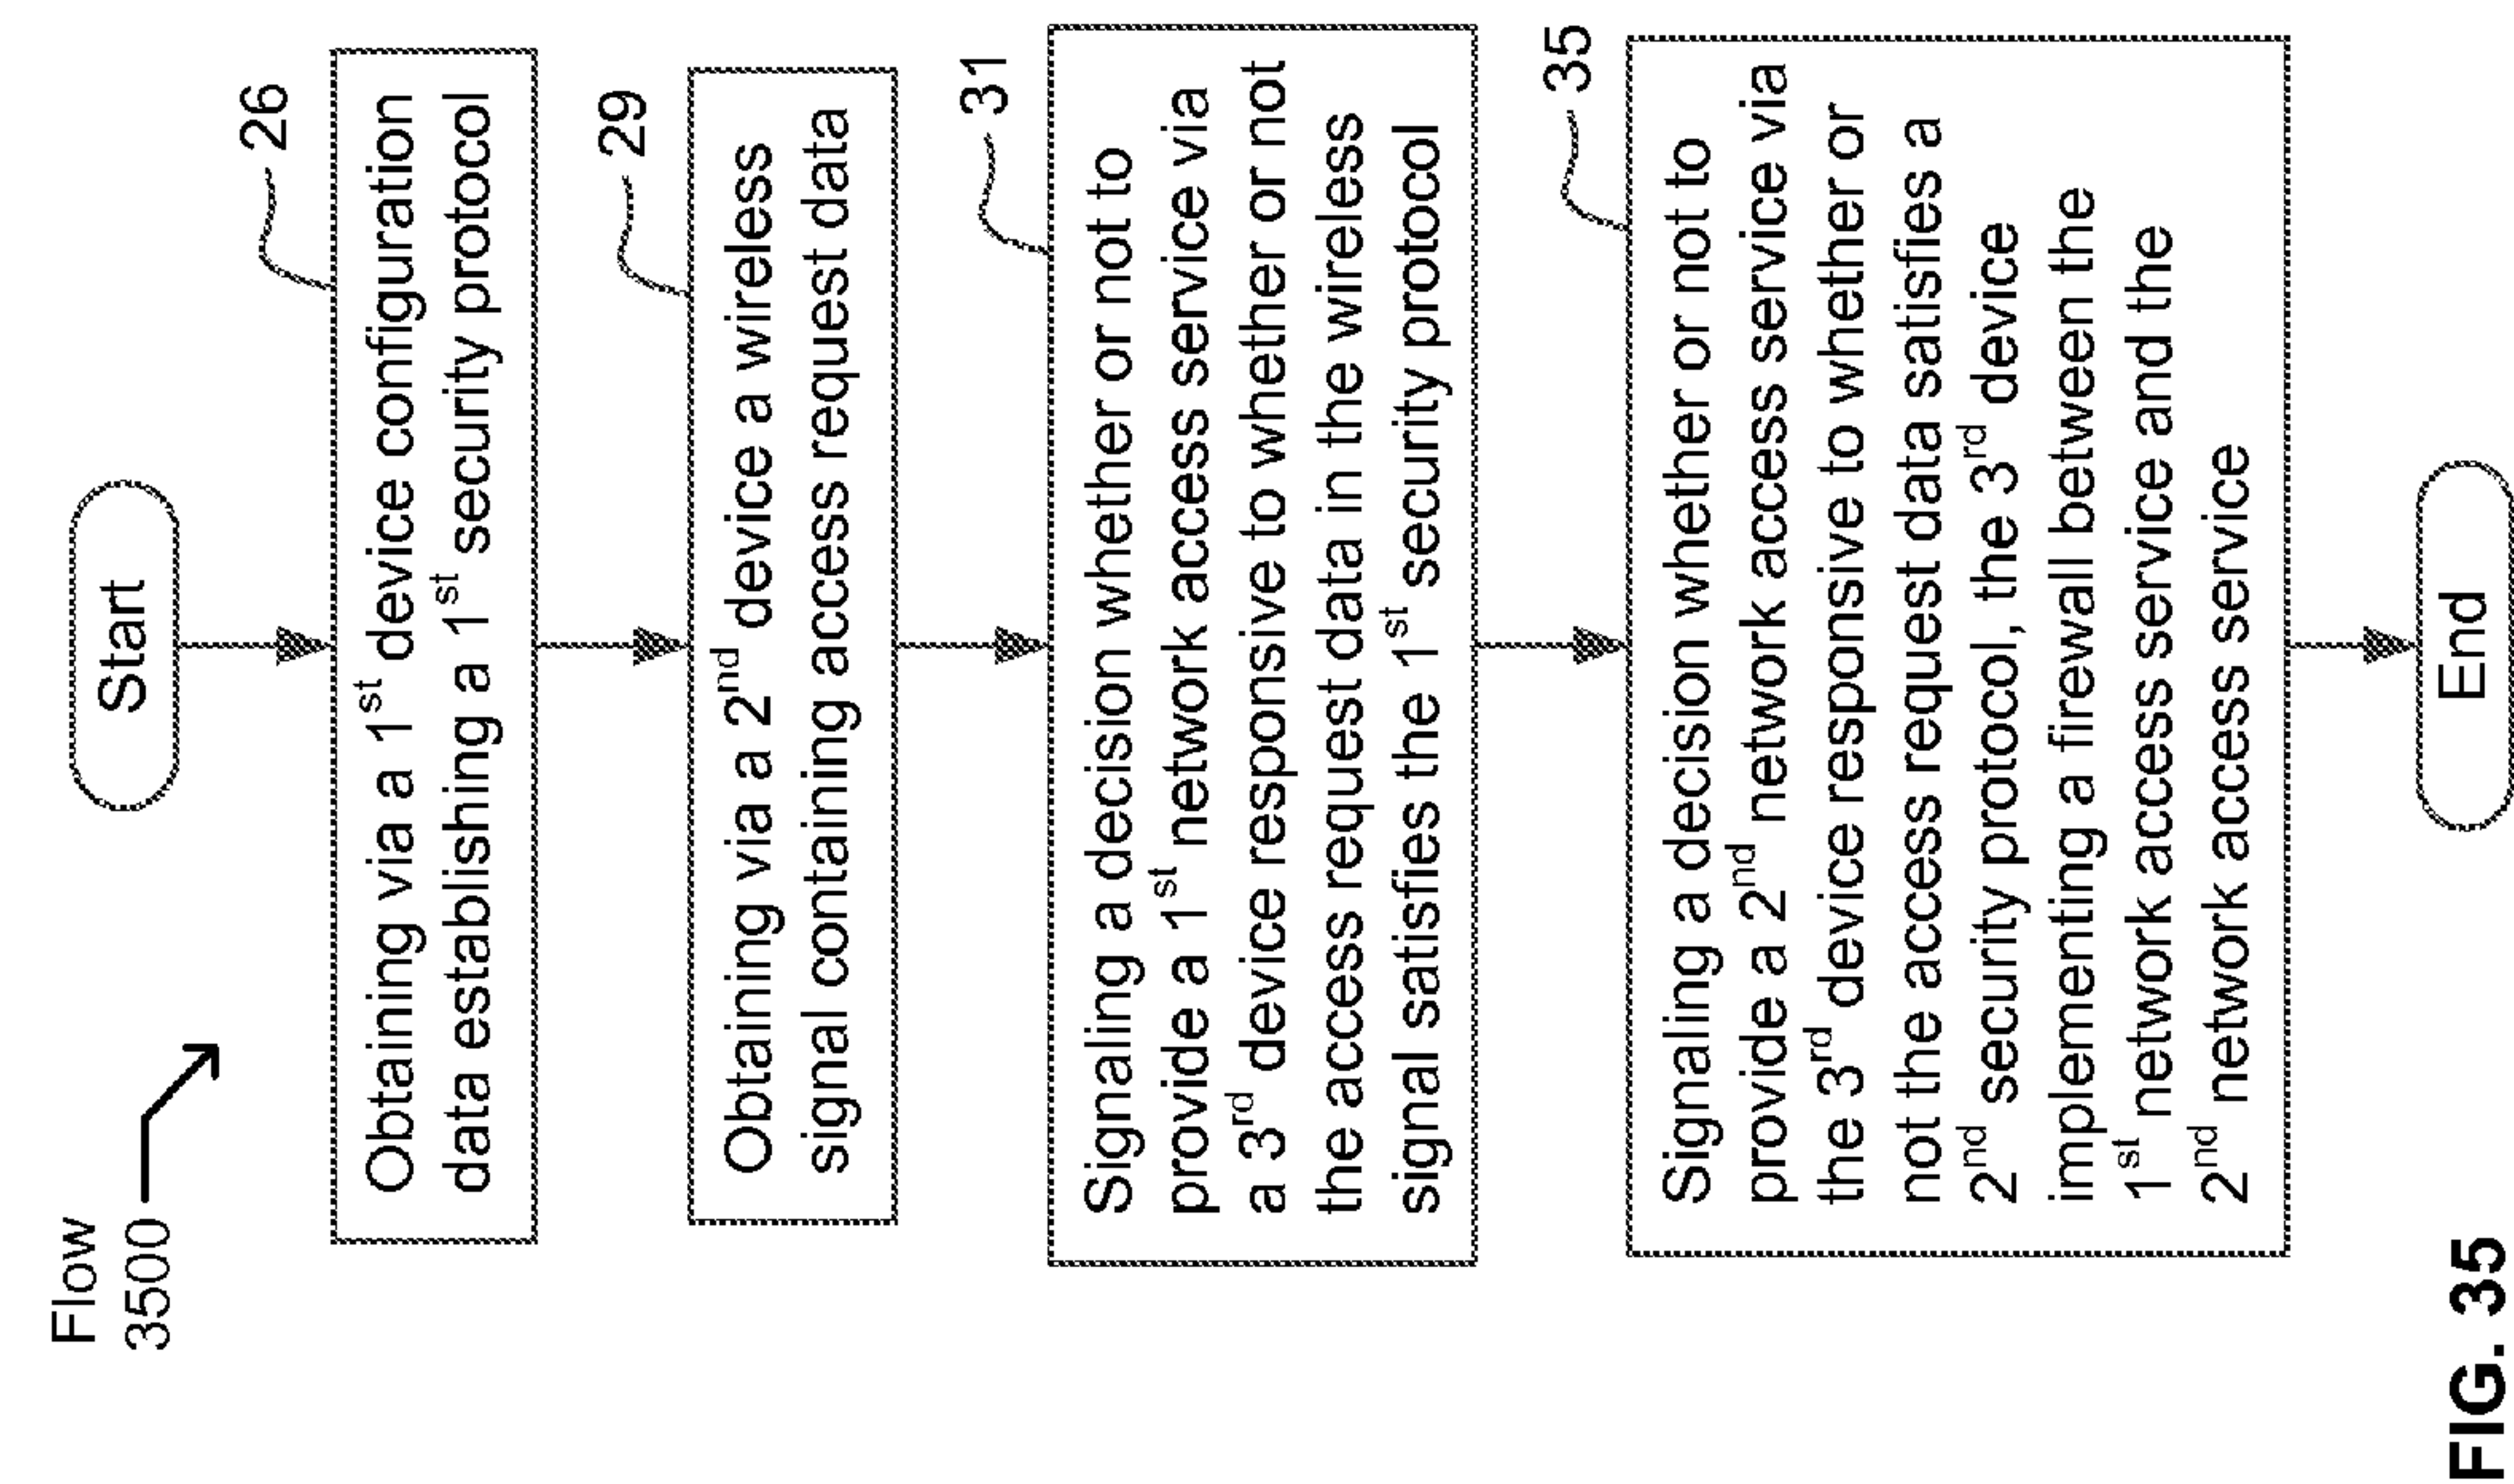 Flow
3500
Start
26
Obtaining via a 1st device configuration
data establishing a 1st security protocol
29
Obtaining via a 2nd device a wireless
signal containing access request data
31
Signaling a decision whether or not to
provide a 1st network access service via
a 3rd device responsive to whether or not
the access request data in the wireless
signal satisfies the 1st security protocol
35
Signaling a decision whether or not to
provide a 2nd network access service via
the 3rd device responsive to whether or
not the access request data satisfies a
2nd security protocol, the 3rd device
implementing a firewall between the
1st network access service and the
2nd network access service
End
FIG. 35